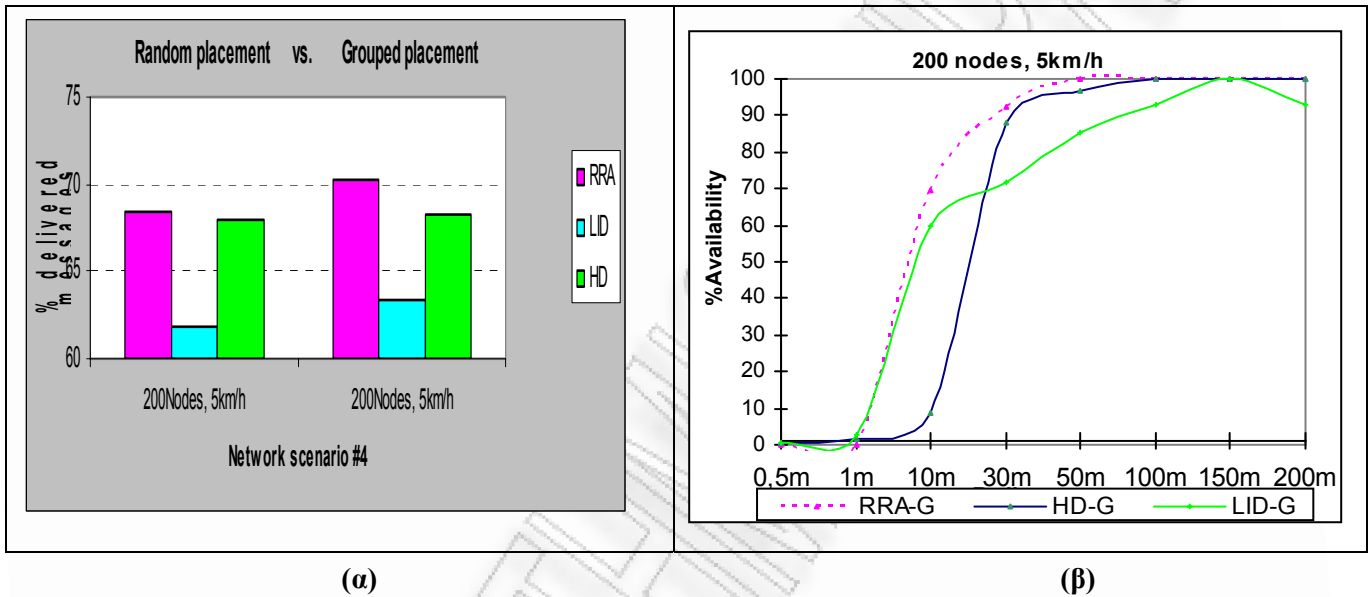 Random placement vs. Grouped placement
75
70
65
60
% delivered
messages
RRA
LID
HD
200Nodes, 5km/h
200Nodes, 5km/h
Network scenario #4
(α)
200 nodes, 5km/h
100
90
80
70
60
50
40
30
20
10
0
%Availability
0,5m 1m 10m 30m 50m 100m 150m 200m
RRA-G HD-G LID-G
(β)